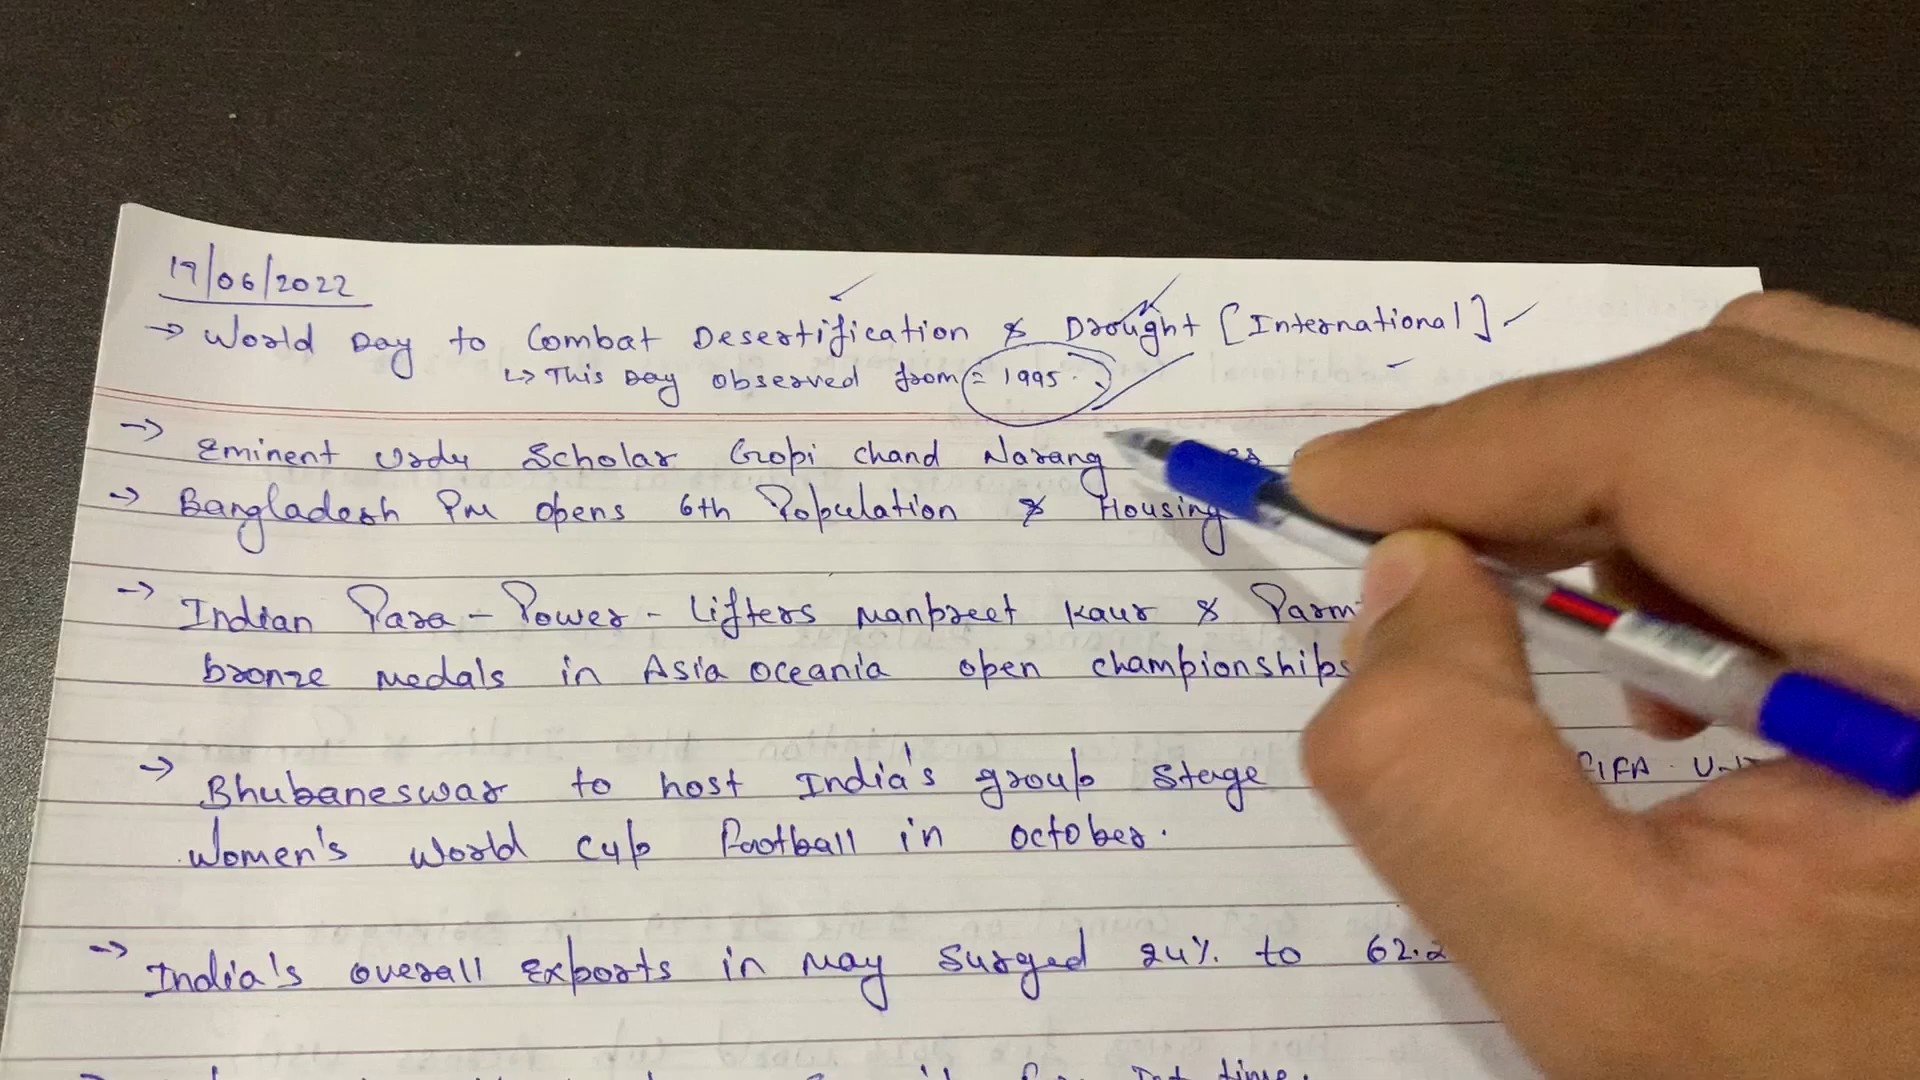 17/06/2022
→ World Day to Combat Desertification & Drought [International]
↳ This Day observed from = 1995.
→ Eminent Urdu Scholar Gopi chand Narang
→ Bangladesh PM opens 6th Population & Housing
→ Indian Para-Power-Lifters Manpreet Kaur & Parm
bronze medals in Asia Oceania open championships
→ Bhubaneswar to host India's group stage FIFA U-17
Women's World Cup Football in October.
→ India's overall Exports in May surged 24% to 62.2
time.